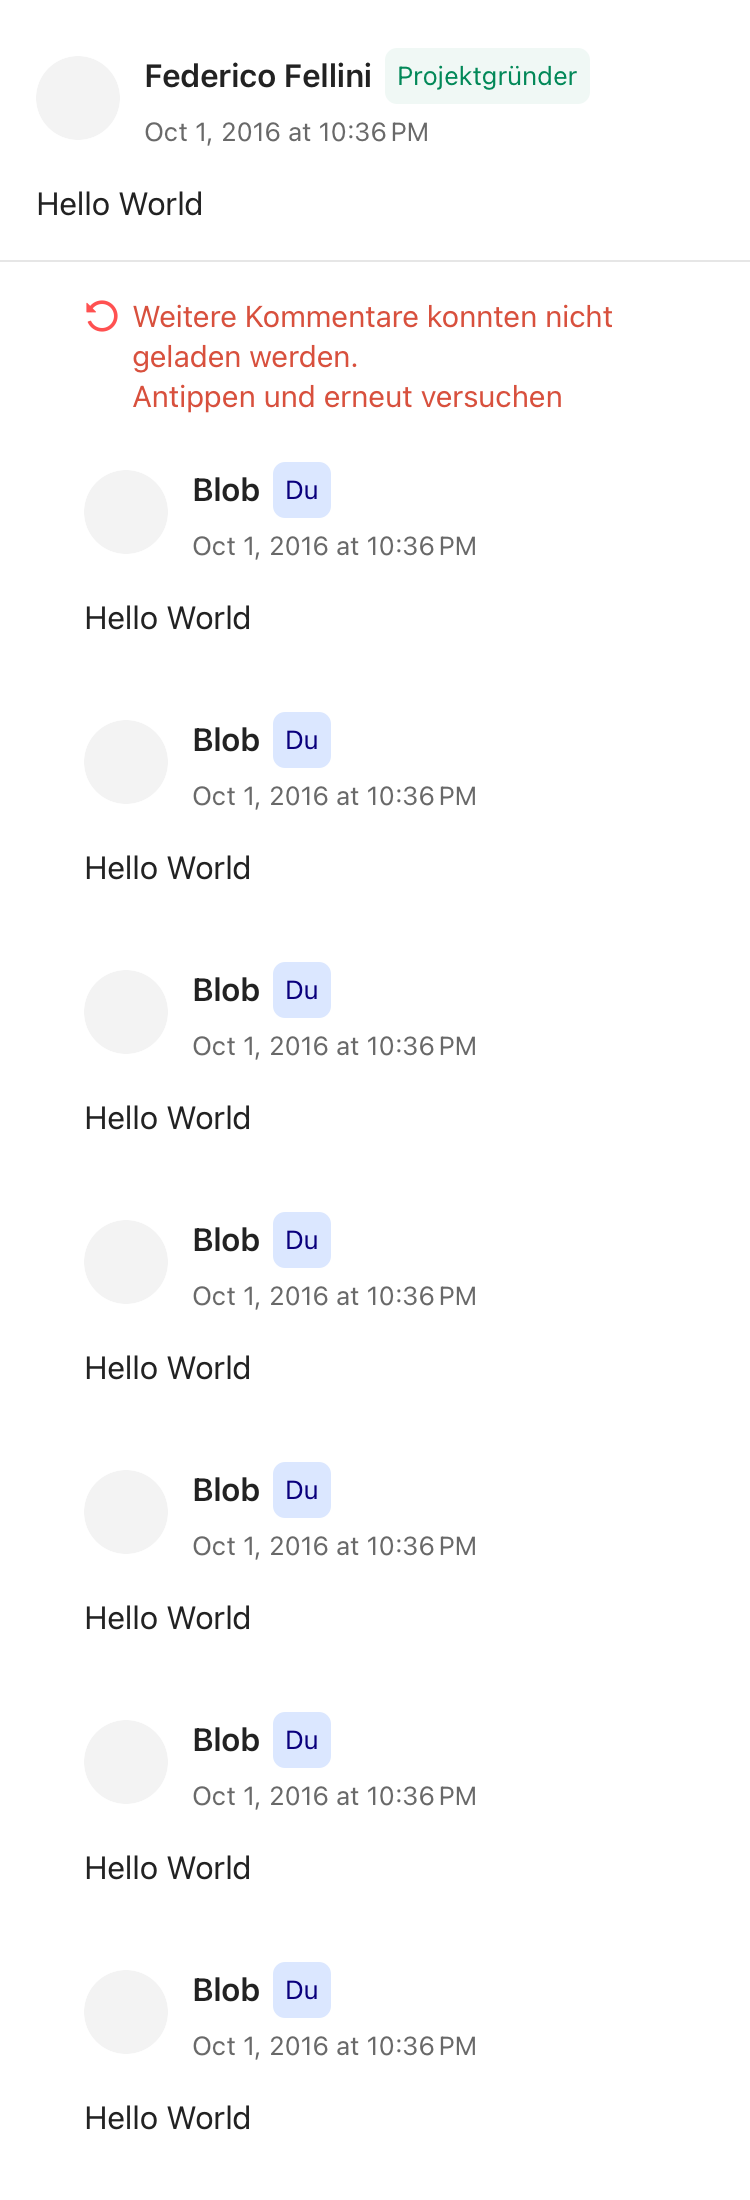 Federico Fellini Projektgründer
Oct 1, 2016 at 10:36 PM
Hello World
Weitere Kommentare konnten nicht
geladen werden.
Antippen und erneut versuchen
Blob Du
Oct 1, 2016 at 10:36 PM
Hello World
Blob Du
Oct 1, 2016 at 10:36 PM
Hello World
Blob Du
Oct 1, 2016 at 10:36 PM
Hello World
Blob Du
Oct 1, 2016 at 10:36 PM
Hello World
Blob Du
Oct 1, 2016 at 10:36 PM
Hello World
Blob Du
Oct 1, 2016 at 10:36 PM
Hello World
Blob Du
Oct 1, 2016 at 10:36 PM
Hello World